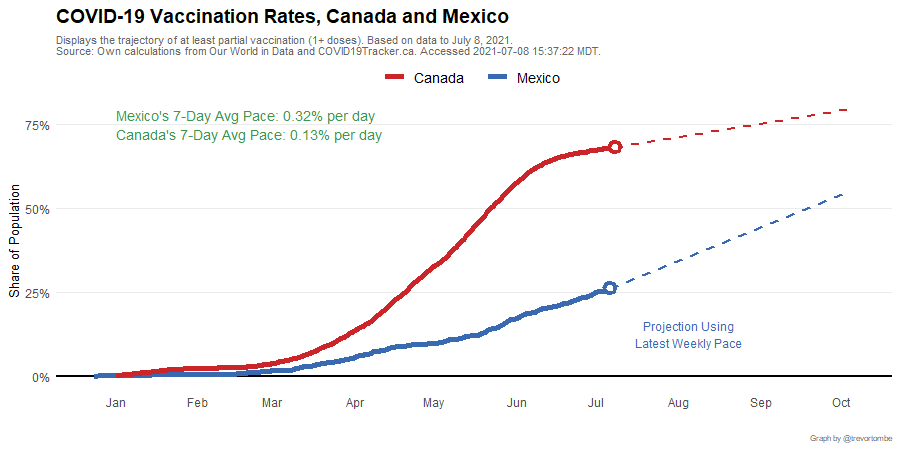 COVID-19 Vaccination Rates, Canada and Mexico
Displays the trajectory of at least partial vaccination (1+ doses). Based on data to July 8, 2021.
Source: Own calculations from Our World in Data and COVID19Tracker.ca. Accessed 2021-07-08 15:37:22 MDT.
Canada
Mexico
Mexico's 7-Day Avg Pace: 0.32% per day
Canada's 7-Day Avg Pace: 0.13% per day
75%
50%
25%
0%
Share of Population
Projection Using
Latest Weekly Pace
Jan Feb Mar Apr May Jun Jul Aug Sep Oct
Graph by @trevortombe